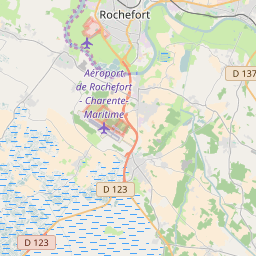 Rochefort
Aéroport
de Rochefort
Charente-
Maritime
D 137
D 123
D 123